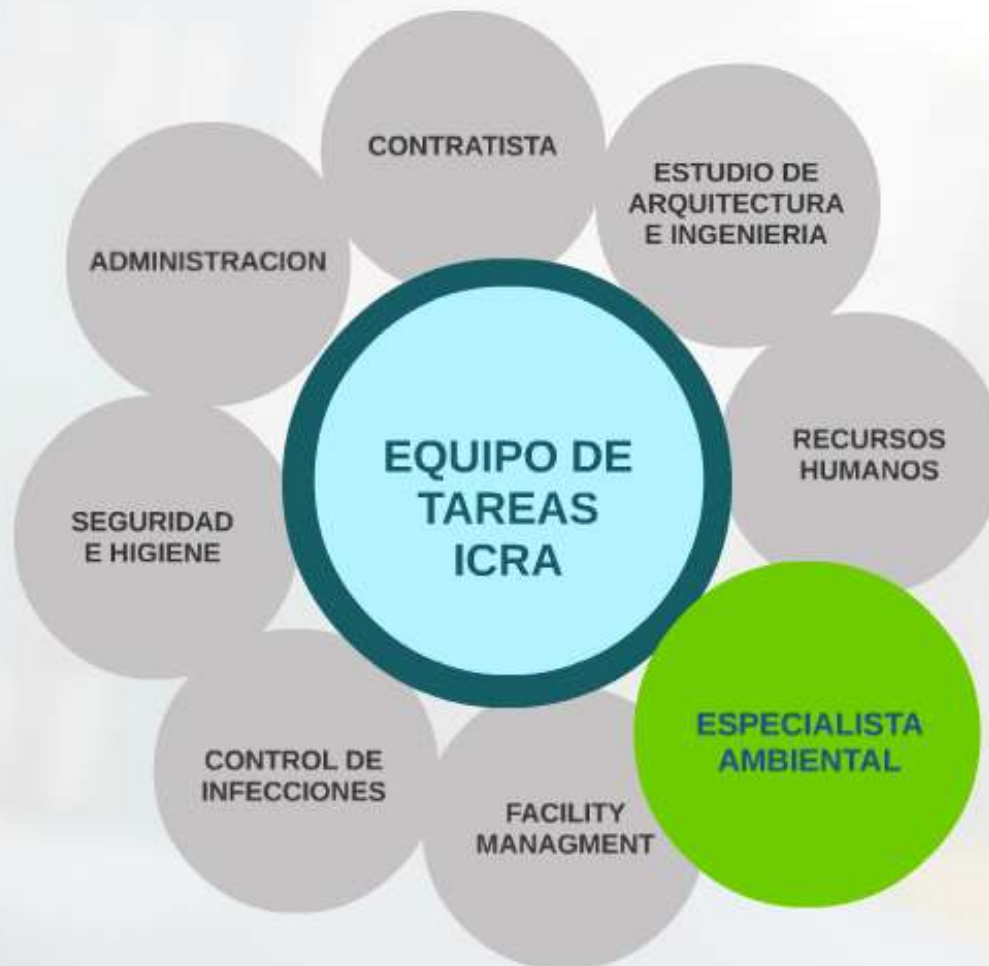 CONTRATISTA
ESTUDIO DE
ARQUITECTURA
E INGENIERIA
ADMINISTRACION
RECURSOS
HUMANOS
EQUIPO DE
TAREAS
ICRA
SEGURIDAD
E HIGIENE
ESPECIALISTA
AMBIENTAL
CONTROL DE
INFECCIONES
FACILITY
MANAGMENT